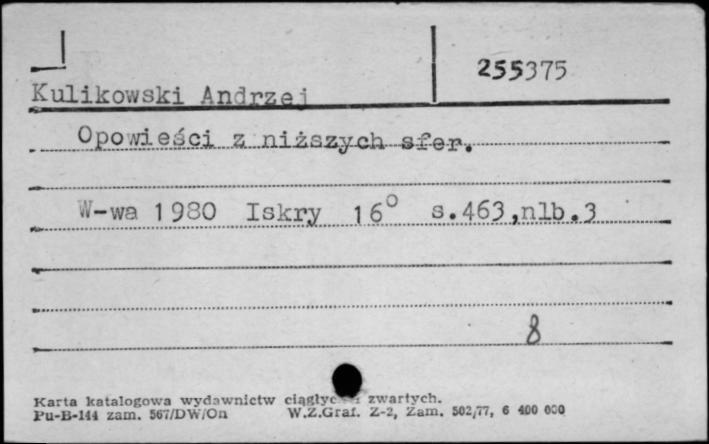 255375
Kulikowski Andrzej
Opowieści z niższych sfer.
W-wa 1980 Iskry 16° s.463,nlb.3
8
Karta katalogowa wydawnictw zwartych.
Pu-B-144 zam. 567/DW/On W.Z.Graf. Z-2, Zam. 502/77, 6 400 000